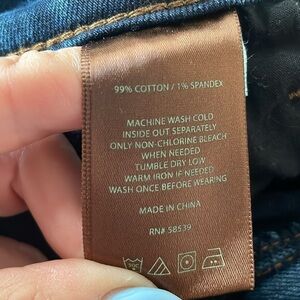 99% COTTON / 1% SPANDEX
MACHINE WASH COLD
INSIDE OUT SEPARATELY
ONLY NON-CHLORINE BLEACH
WHEN NEEDED
TUMBLE DRY LOW
WARM IRON IF NEEDED
WASH ONCE BEFORE WEARING
MADE IN CHINA
RN# 58539